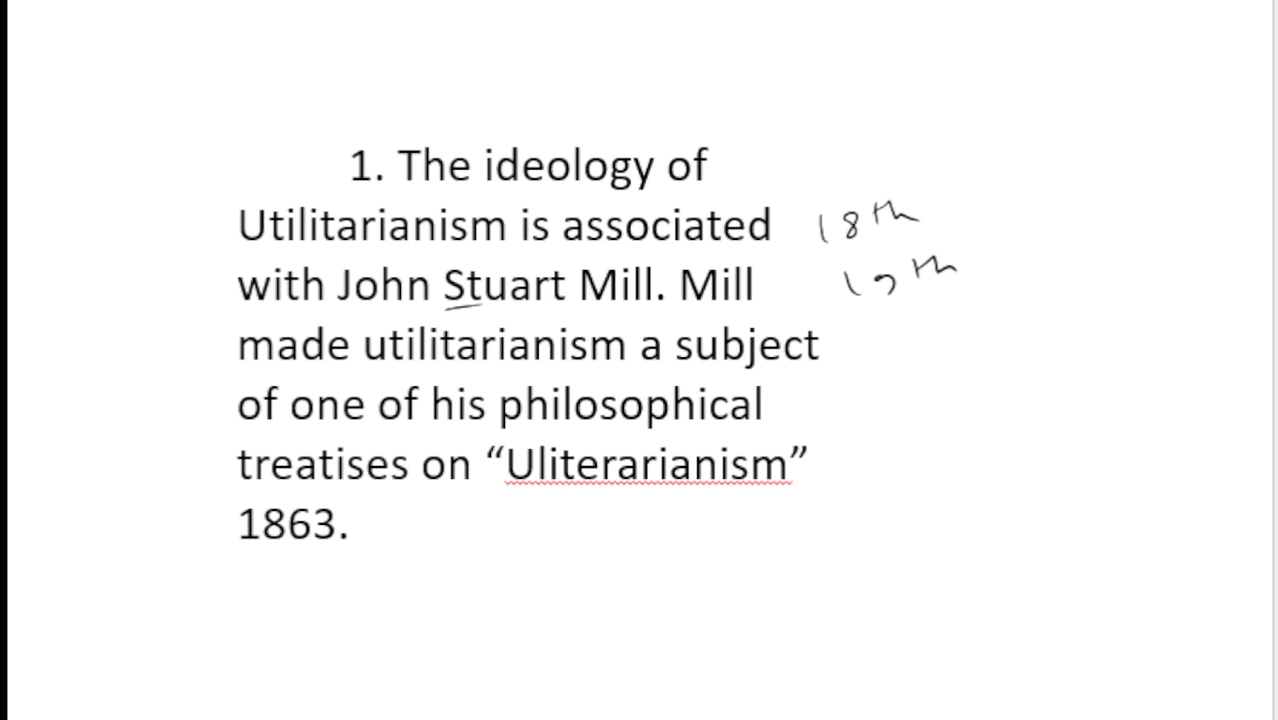 1. The ideology of
Utilitarianism is associated
18th
with John Stuart Mill. Mill
19th
made utilitarianism a subject
of one of his philosophical
treatises on “Uliterarianism”
1863.